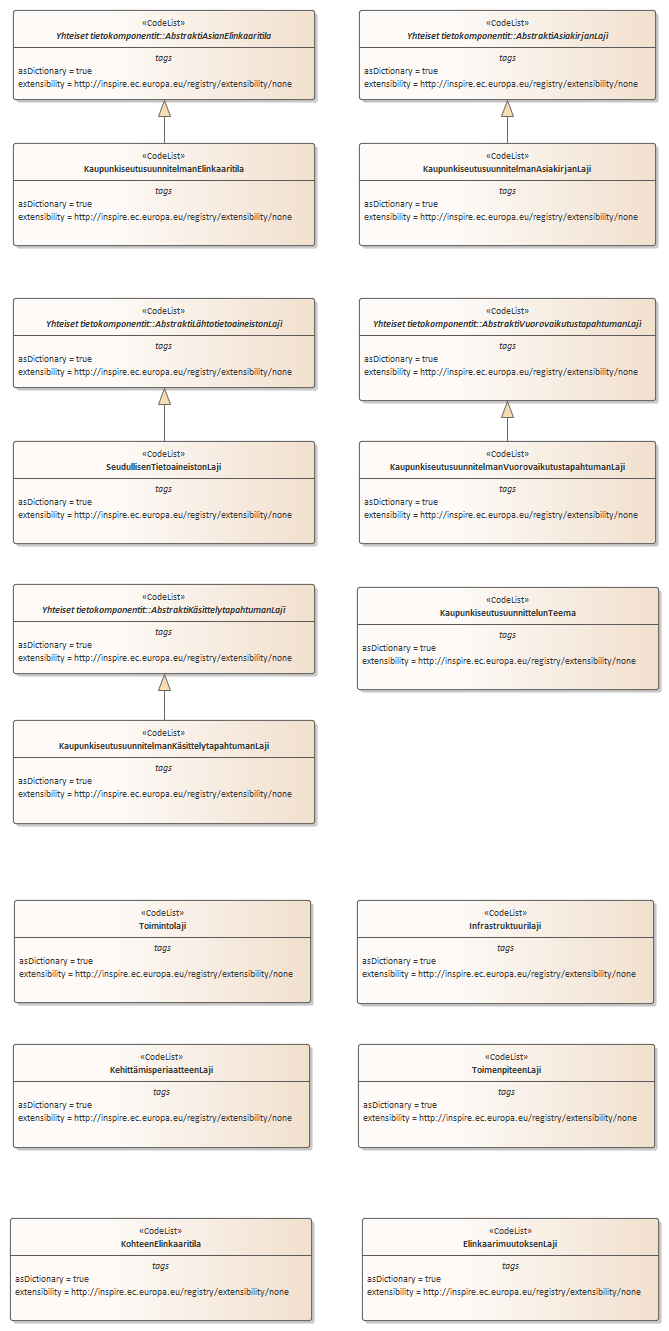 «CodeList»
Yhteiset tietokomponentit::AbstraktiAsianElinkaaritila
tags
asDictionary = true
extensibility = http://inspire.ec.europa.eu/registry/extensibility/none
«CodeList»
Yhteiset tietokomponentit::AbstraktiAsiakirjanLaji
tags
asDictionary = true
extensibility = http://inspire.ec.europa.eu/registry/extensibility/none
«CodeList»
KaupunkiseutusuunnitelmanElinkaaritila
tags
asDictionary = true
extensibility = http://inspire.ec.europa.eu/registry/extensibility/none
«CodeList»
KaupunkiseutusuunnitelmanAsiakirjanLaji
tags
asDictionary = true
extensibility = http://inspire.ec.europa.eu/registry/extensibility/none
«CodeList»
Yhteiset tietokomponentit::AbstraktiLähtotietoaineistonLaji
tags
asDictionary = true
extensibility = http://inspire.ec.europa.eu/registry/extensibility/none
«CodeList»
Yhteiset tietokomponentit::AbstraktiVuorovaikutustapahtumanLaji
tags
asDictionary = true
extensibility = http://inspire.ec.europa.eu/registry/extensibility/none
«CodeList»
SeudullisenTietoaineistonLaji
tags
asDictionary = true
extensibility = http://inspire.ec.europa.eu/registry/extensibility/none
«CodeList»
KaupunkiseutusuunnitelmanVuorovaikutustapahtumanLaji
tags
asDictionary = true
extensibility = http://inspire.ec.europa.eu/registry/extensibility/none
«CodeList»
Yhteiset tietokomponentit::AbstraktiKäsittelytapahtumanLaji
tags
asDictionary = true
extensibility = http://inspire.ec.europa.eu/registry/extensibility/none
«CodeList»
KaupunkiseutusuunnittelunTeema
tags
asDictionary = true
extensibility = http://inspire.ec.europa.eu/registry/extensibility/none
«CodeList»
KaupunkiseutusuunnitelmanKäsittelytapahtumanLaji
tags
asDictionary = true
extensibility = http://inspire.ec.europa.eu/registry/extensibility/none
«CodeList»
Toimintolaji
tags
asDictionary = true
extensibility = http://inspire.ec.europa.eu/registry/extensibility/none
«CodeList»
Infrastruktuurilaji
tags
asDictionary = true
extensibility = http://inspire.ec.europa.eu/registry/extensibility/none
«CodeList»
KehittämisperiaatteenLaji
tags
asDictionary = true
extensibility = http://inspire.ec.europa.eu/registry/extensibility/none
«CodeList»
ToimenpiteenLaji
tags
asDictionary = true
extensibility = http://inspire.ec.europa.eu/registry/extensibility/none
«CodeList»
KohteenElinkaaritila
tags
asDictionary = true
extensibility = http://inspire.ec.europa.eu/registry/extensibility/none
«CodeList»
ElinkaarimuutoksenLaji
tags
asDictionary = true
extensibility = http://inspire.ec.europa.eu/registry/extensibility/none